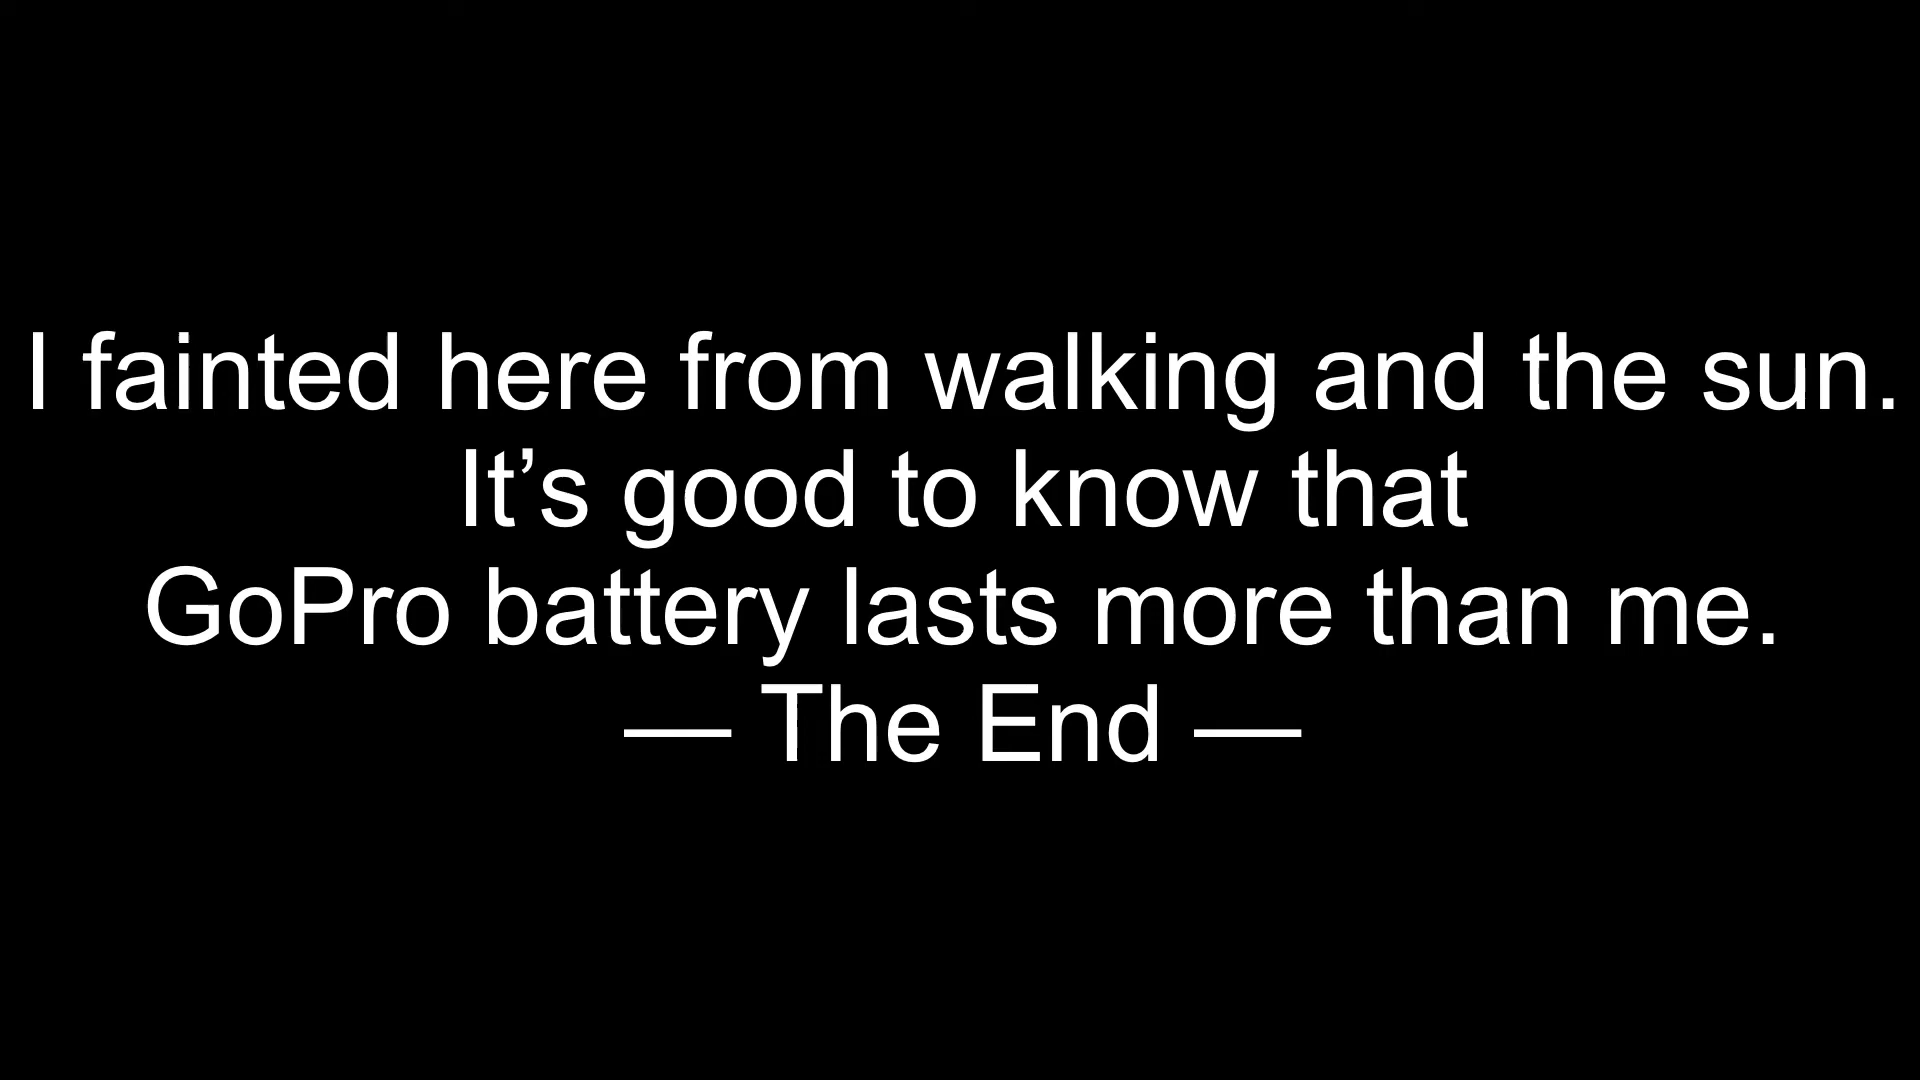 I fainted here from walking and the sun.
It’s good to know that
GoPro battery lasts more than me.
— The End —